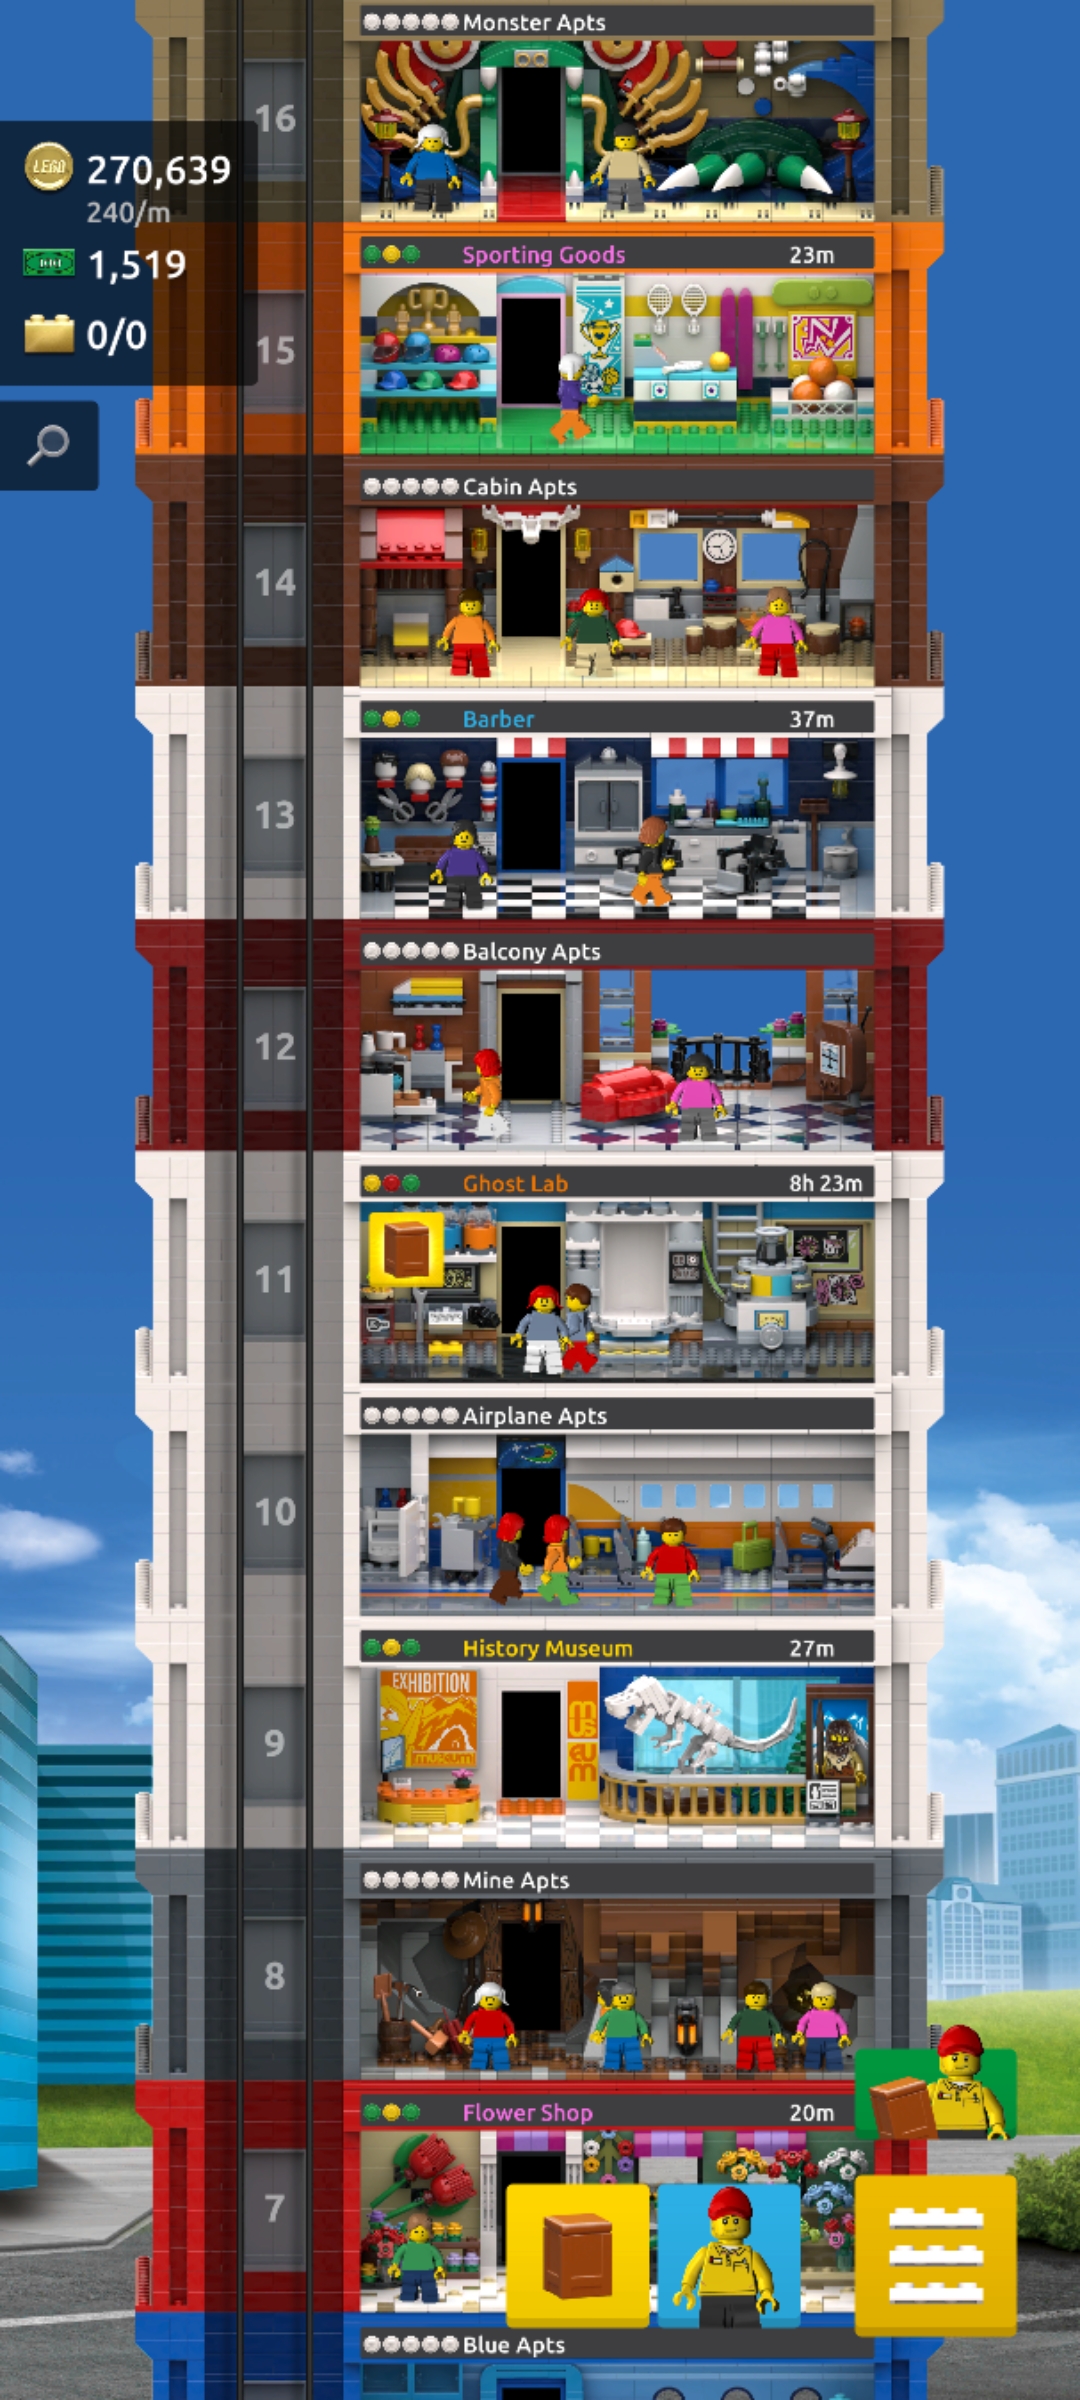 Monster Apts
16
LEGO
270,639
240/m
1,519
0/0
Sporting Goods 23m
15
Cabin Apts
14
Barber 37m
13
Balcony Apts
12
Ghost Lab 8h 23m
11
Airplane Apts
10
History Museum 27m
EXHIBITION
museum
MUS
EUM
9
Mine Apts
8
Flower Shop 20m
7
Blue Apts